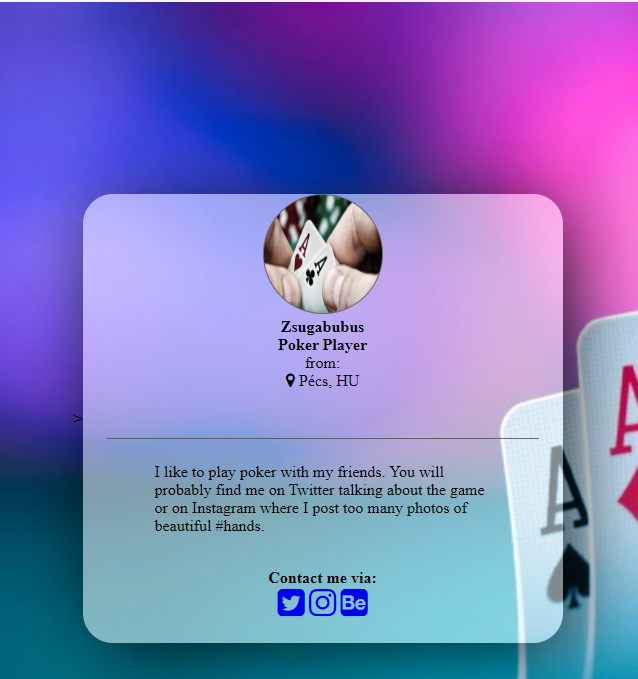 Zsugabubus
Poker Player
from:
Pécs, HU
>
I like to play poker with my friends. You will
probably find me on Twitter talking about the game
or on Instagram where I post too many photos of
beautiful #hands.
Contact me via:
Bē
A
A
A
A